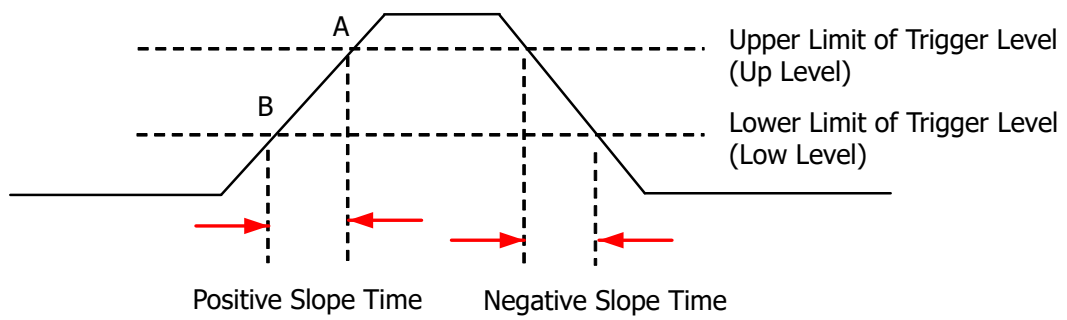 A
Upper Limit of Trigger Level
(Up Level)
B
Lower Limit of Trigger Level
(Low Level)
Positive Slope Time
Negative Slope Time